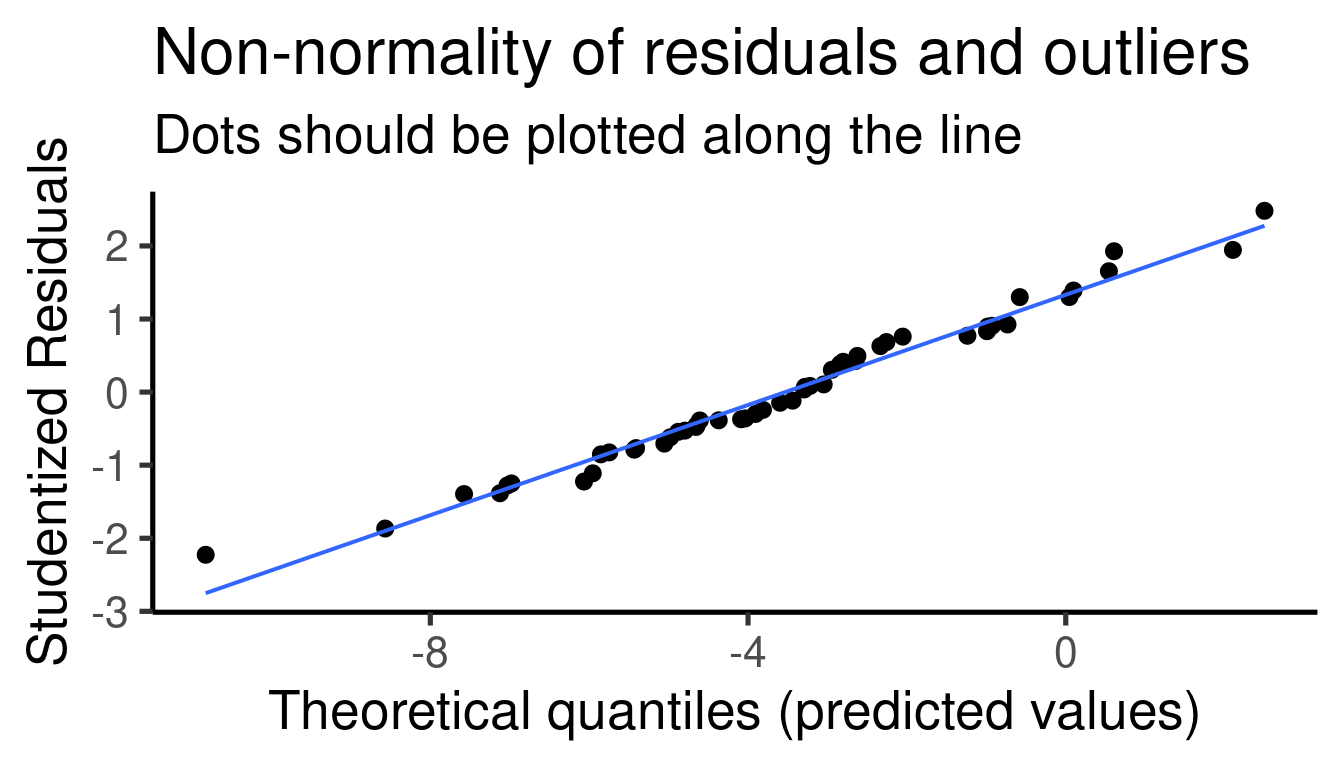 Non-normality of residuals and outliers
Dots should be plotted along the line
Studentized Residuals
2
1
0
-1
-2
-3
-8
-4
0
Theoretical quantiles (predicted values)